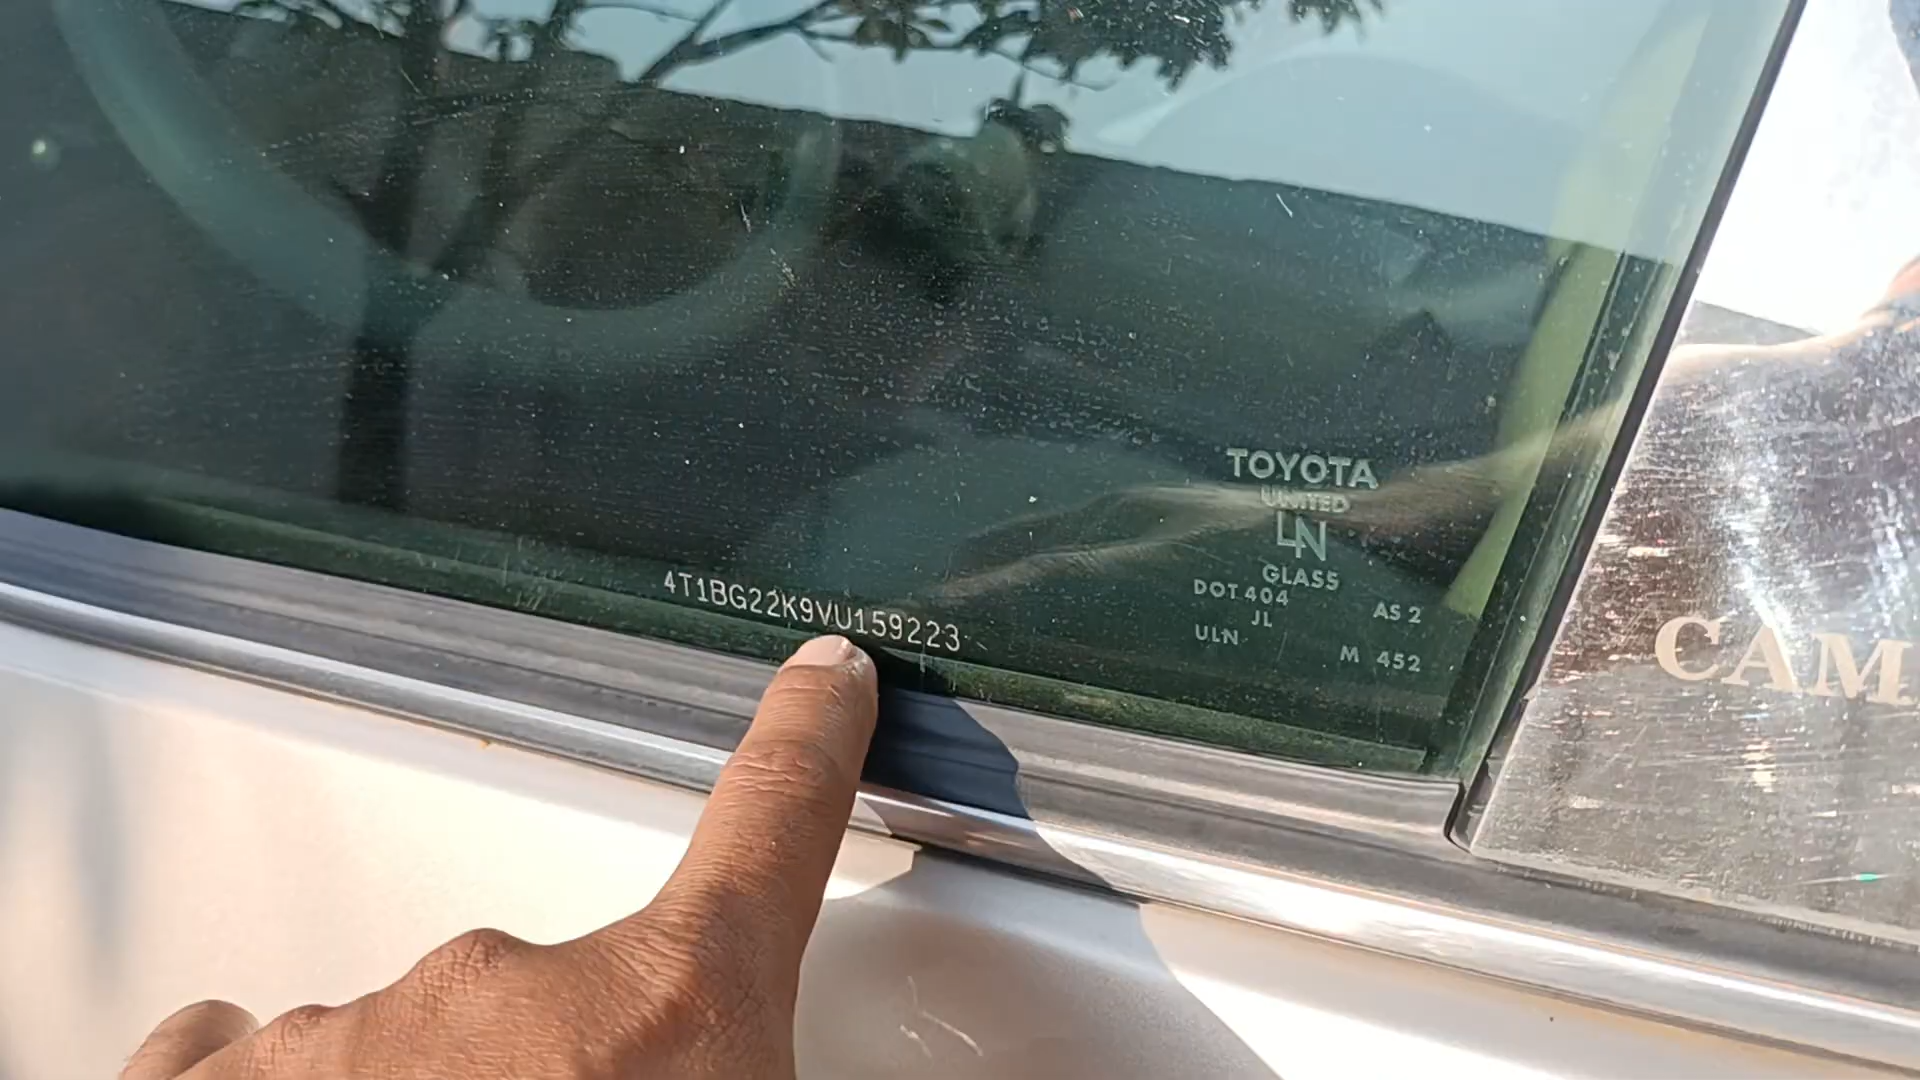 TOYOTA
UNITED
LN
GLASS
DOT 404 AS 2
JL
ULN M 452
4T1BG22K9VU159223
CAM